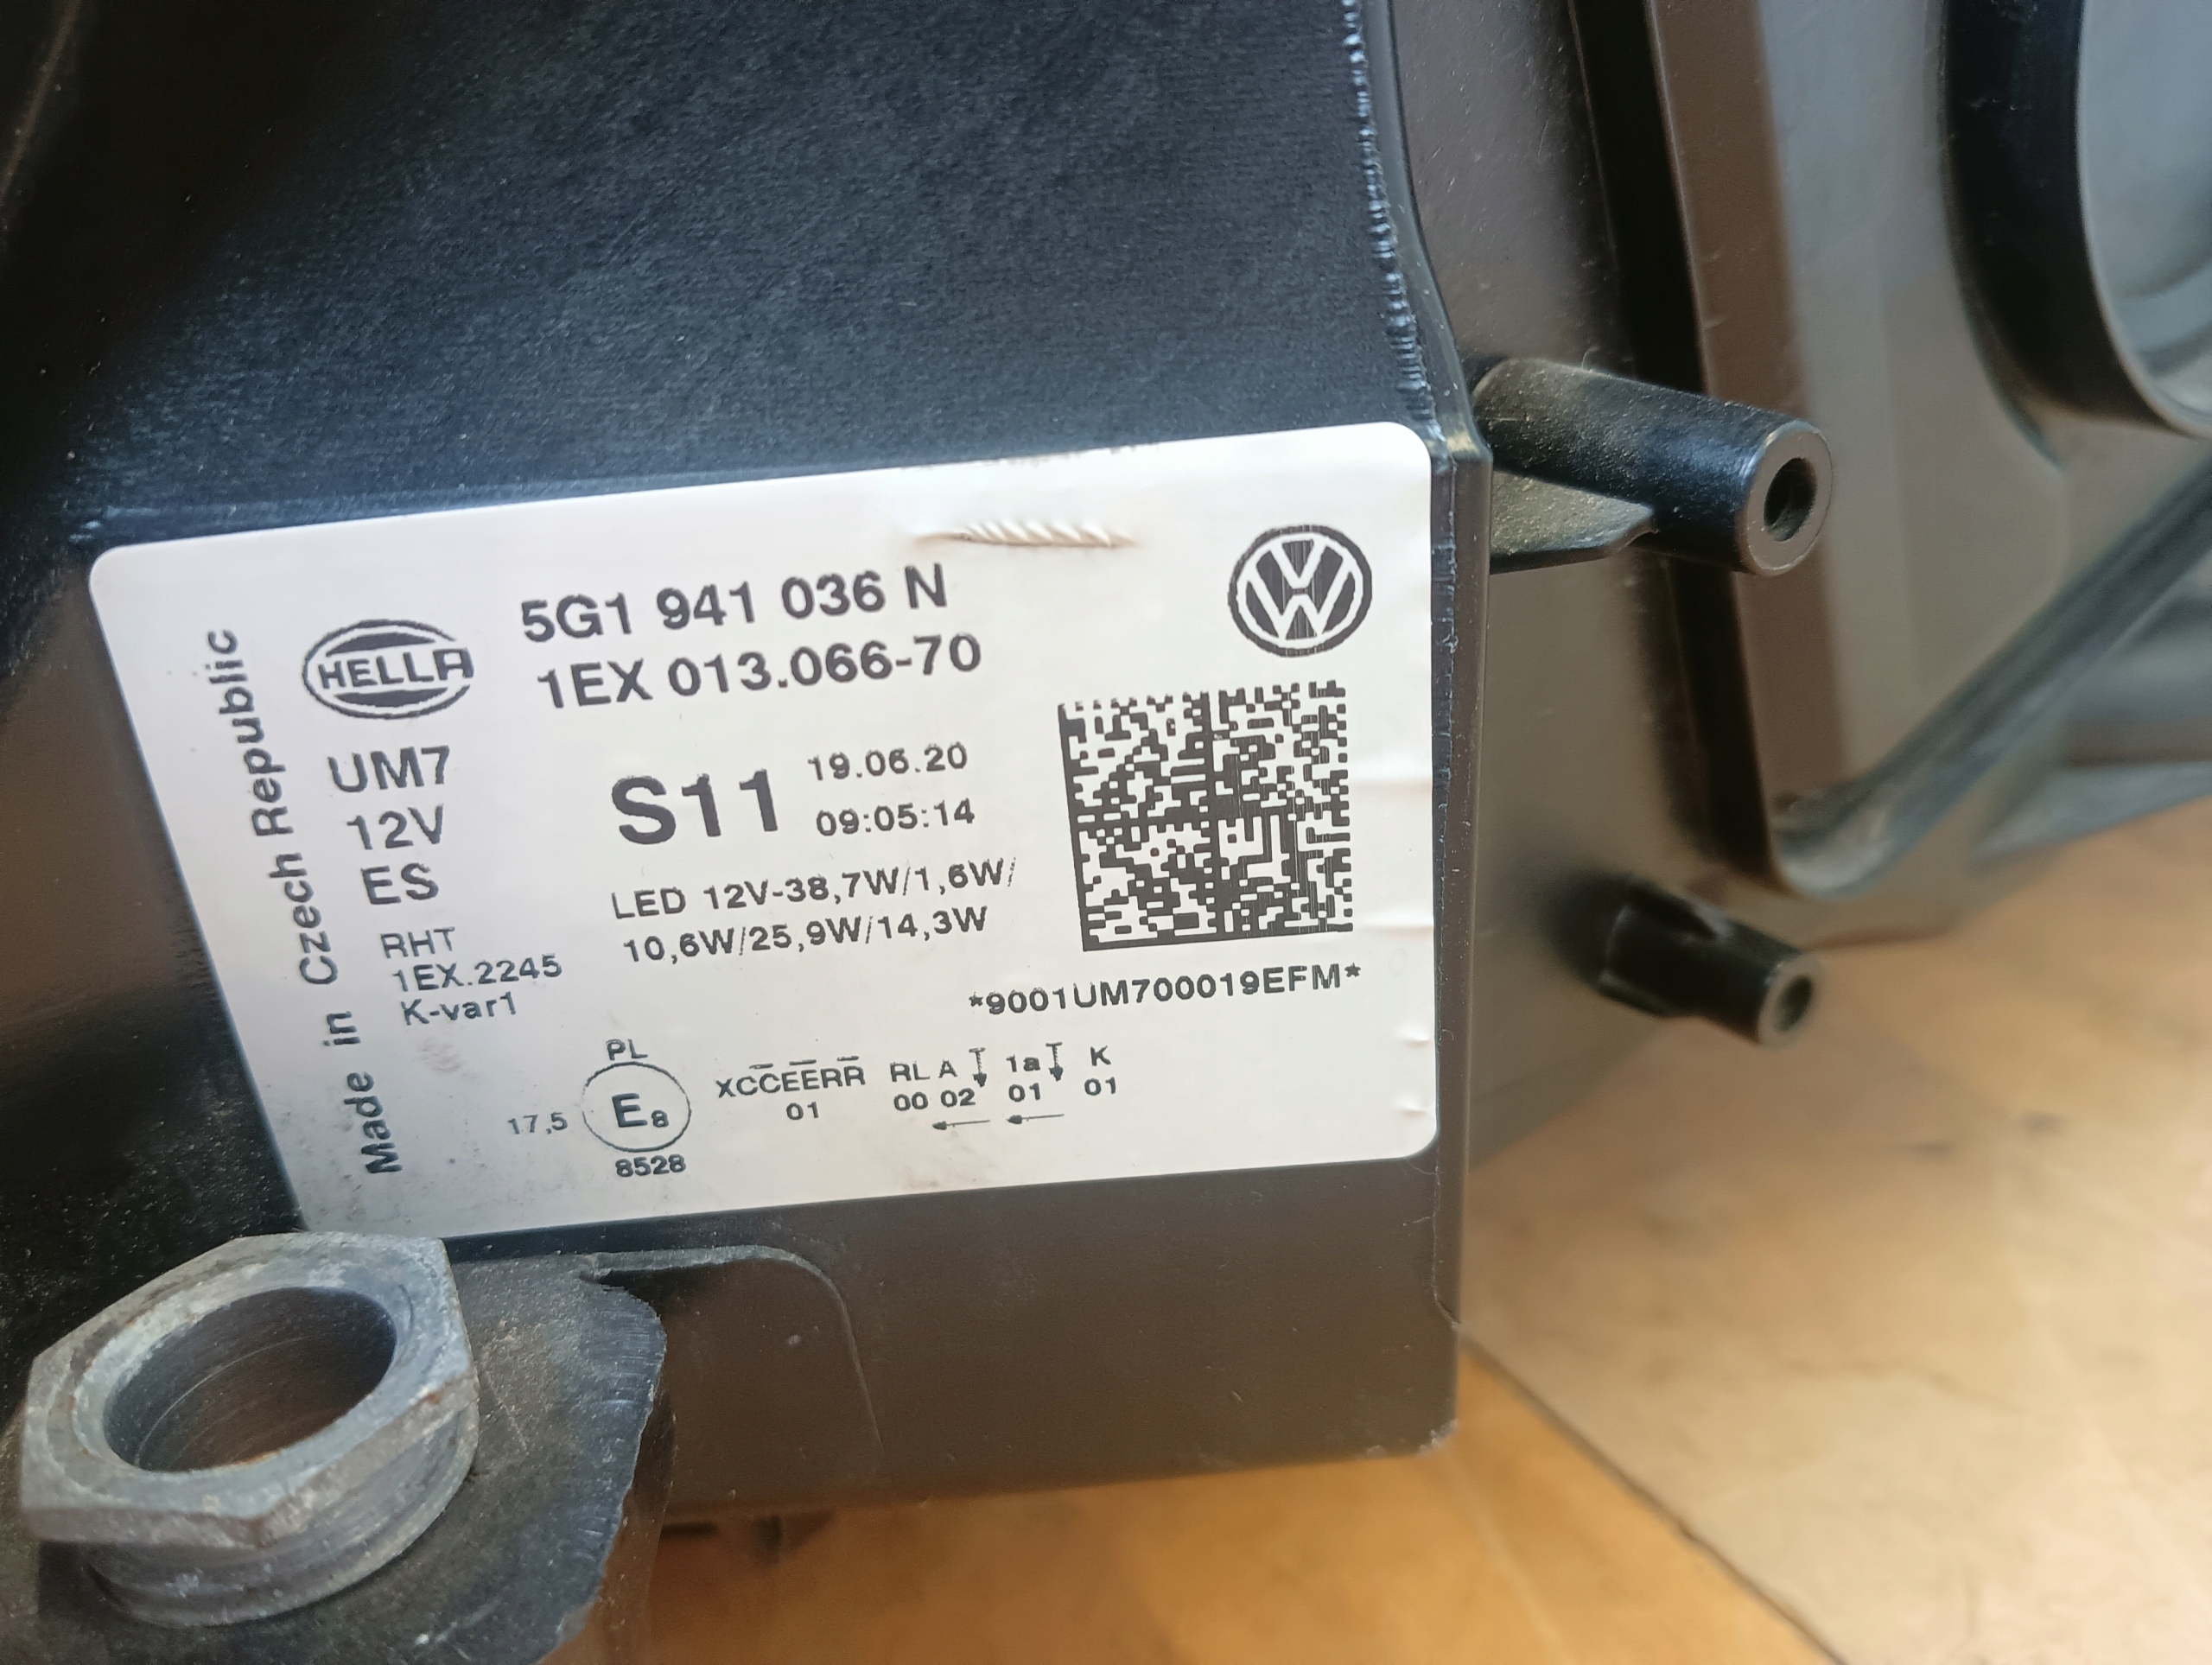 Made in Czech Republic
HELLA
5G1 941 036 N
1EX 013.066-70
UM7
12V
ES
RHT
1EX.2245
K-var1
S11
19.06.20
09:05:14
LED 12V-38,7W/1,6W/
10,6W/25,9W/14,3W
*9001UM700019EFM*
PL
17,5 E8
8528
XC̅C̅E̅E̅R̅R RL A 1a K
01 00 02 01 01